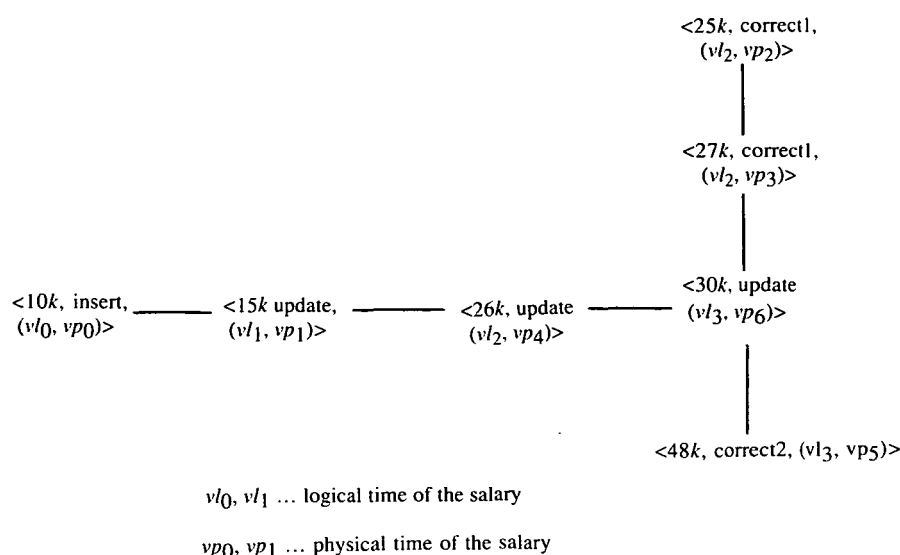 <25k, correct1,
(vl2, vp2)>
<27k, correct1,
(vl2, vp3)>
<10k, insert,
(vl0, vp0)>
<15k update,
(vl1, vp1)>
<26k, update
(vl2, vp4)>
<30k, update
(vl3, vp6)>
<48k, correct2, (vl3, vp5)>
vl0, vl1 ... logical time of the salary
vp0, vp1 ... physical time of the salary